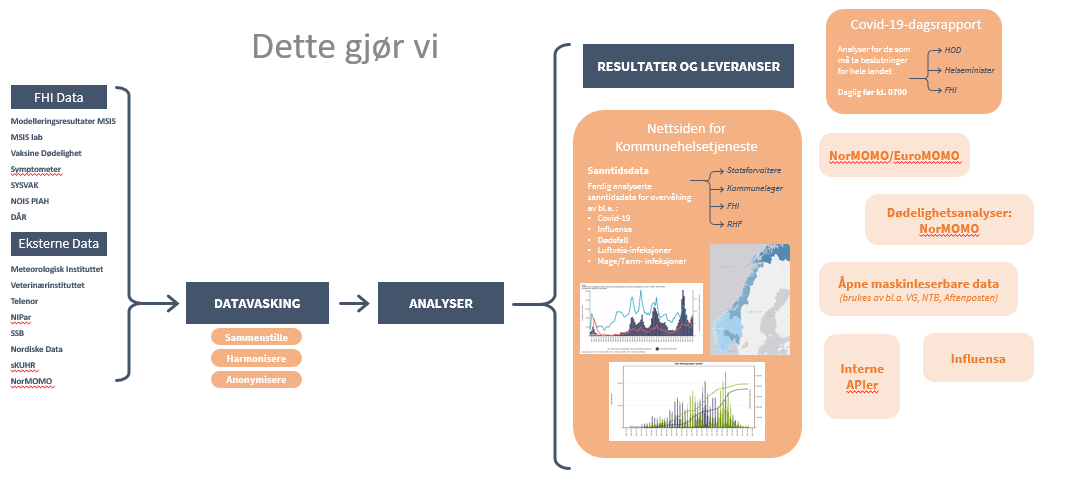 Dette gjør vi
FHI Data
Modelleringsresultater MSIS
MSIS lab
Vaksine Dødelighet
Symptometer
SYSVAK
NOIS PIAH
DÅR
Eksterne Data
Meteorologisk Instituttet
Veterinærinstituttet
Telenor
NIPar
SSB
Nordiske Data
sKUHR
NorMOMO
DATAVASKING
Sammenstille
Harmonisere
Anonymisere
ANALYSER
RESULTATER OG LEVERANSER
Nettsiden for
Kommunehelsetjeneste
Sanntidsdata
Ferdig analyserte
sanntidsdata for overvåking
av bl.a. :
• Covid-19
• Influensa
• Dødsfall
• Luftveis-infeksjoner
• Mage/Tarm- infeksjoner
Statsforvaltere
Kommuneleger
FHI
RHF
Covid-19-dagsrapport
Analyser for de som
må ta beslutninger
for hele landet
Daglig før kl. 0700
HOD
Helseminister
FHI
NorMOMO/EuroMOMO
Dødelighetsanalyser:
NorMOMO
Åpne maskinleserbare data
(brukes av bl.a. VG, NTB, Aftenposten)
Interne
APIer
Influensa